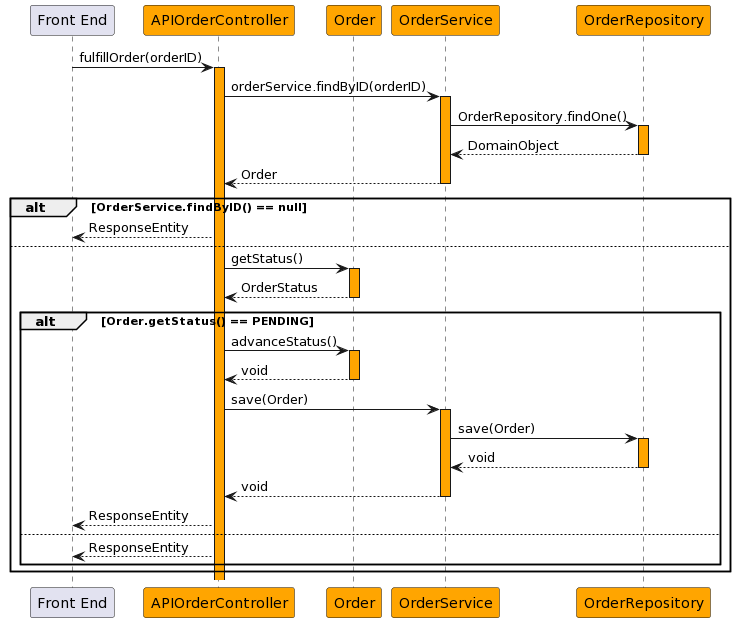 Front End APIOrderController Order OrderService OrderRepository
fulfillOrder(orderID)
orderService.findByID(orderID)
OrderRepository.findOne()
DomainObject
Order
alt [OrderService.findByID() == null]
ResponseEntity
getStatus()
OrderStatus
alt [Order.getStatus() == PENDING]
advanceStatus()
void
save(Order)
save(Order)
void
void
ResponseEntity
ResponseEntity
Front End APIOrderController Order OrderService OrderRepository